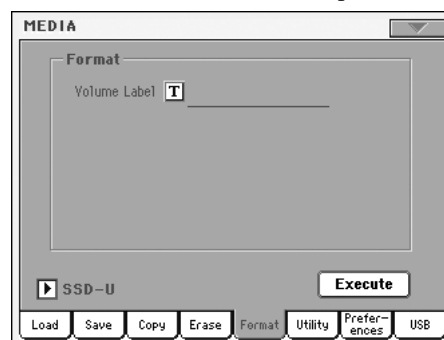 MEDIA
Format
Volume Label T
SSD-U
Execute
Load Save Copy Erase Format Utility Prefer-
ences USB